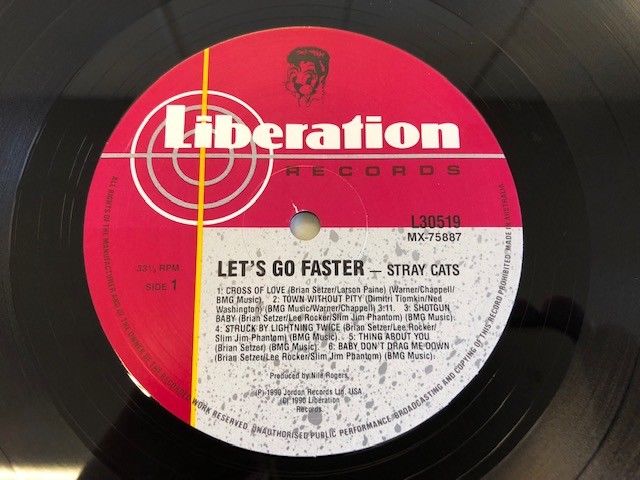 Liberation
RECORDS
L30519
MX-75887
33⅓ RPM
SIDE 1
LET'S GO FASTER — STRAY CATS
1: CROSS OF LOVE (Brian Setzer/Larson Paine) (Warner/Chappell/
BMG Music). 2: TOWN WITHOUT PITY (Dimitri Tiomkin/Ned
Washington) (BMG Music/Warner/Chappell) 3:11. 3: SHOTGUN
BABY (Brian Setzer/Lee Rocker/Slim Jim Phantom) (BMG Music).
4: STRUCK BY LIGHTNING TWICE (Brian Setzer/Lee Rocker/
Slim Jim Phantom) (BMG Music). 5: THING ABOUT YOU
(Brian Setzer) (BMG Music). 6: BABY DON'T DRAG ME DOWN
(Brian Setzer/Lee Rocker/Slim Jim Phantom) (BMG Music).
Produced by Nile Rogers.
(P) 1990 Jordon Records Ltd. USA
(C) 1990 Liberation
Records.
ALL RIGHTS OF THE MANUFACTURER AND OF THE OWNER OF THE RECORDED WORK RESERVED. UNAUTHORISED PUBLIC PERFORMANCE, BROADCASTING AND COPYING OF THIS RECORD PROHIBITED. MADE IN AUSTRALIA.